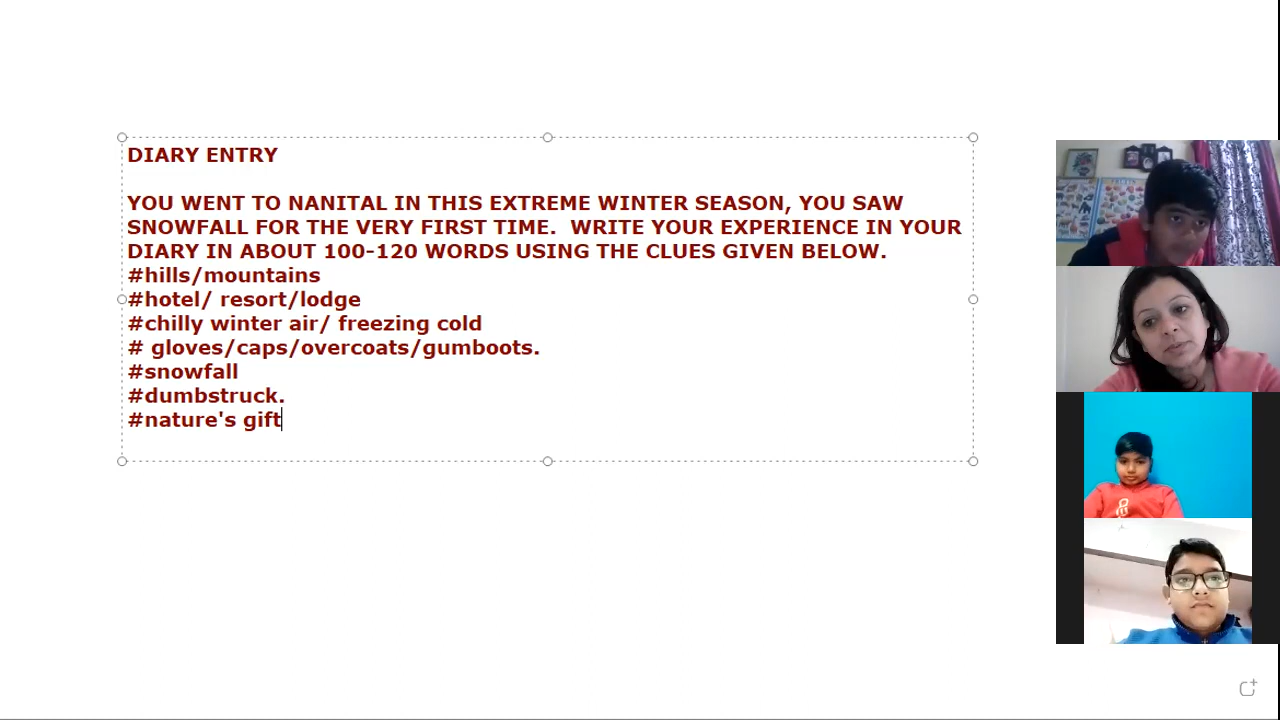 DIARY ENTRY
YOU WENT TO NANITAL IN THIS EXTREME WINTER SEASON, YOU SAW
SNOWFALL FOR THE VERY FIRST TIME.  WRITE YOUR EXPERIENCE IN YOUR
DIARY IN ABOUT 100-120 WORDS USING THE CLUES GIVEN BELOW.
#hills/mountains
#hotel/ resort/lodge
#chilly winter air/ freezing cold
# gloves/caps/overcoats/gumboots.
#snowfall
#dumbstruck.
#nature's gift